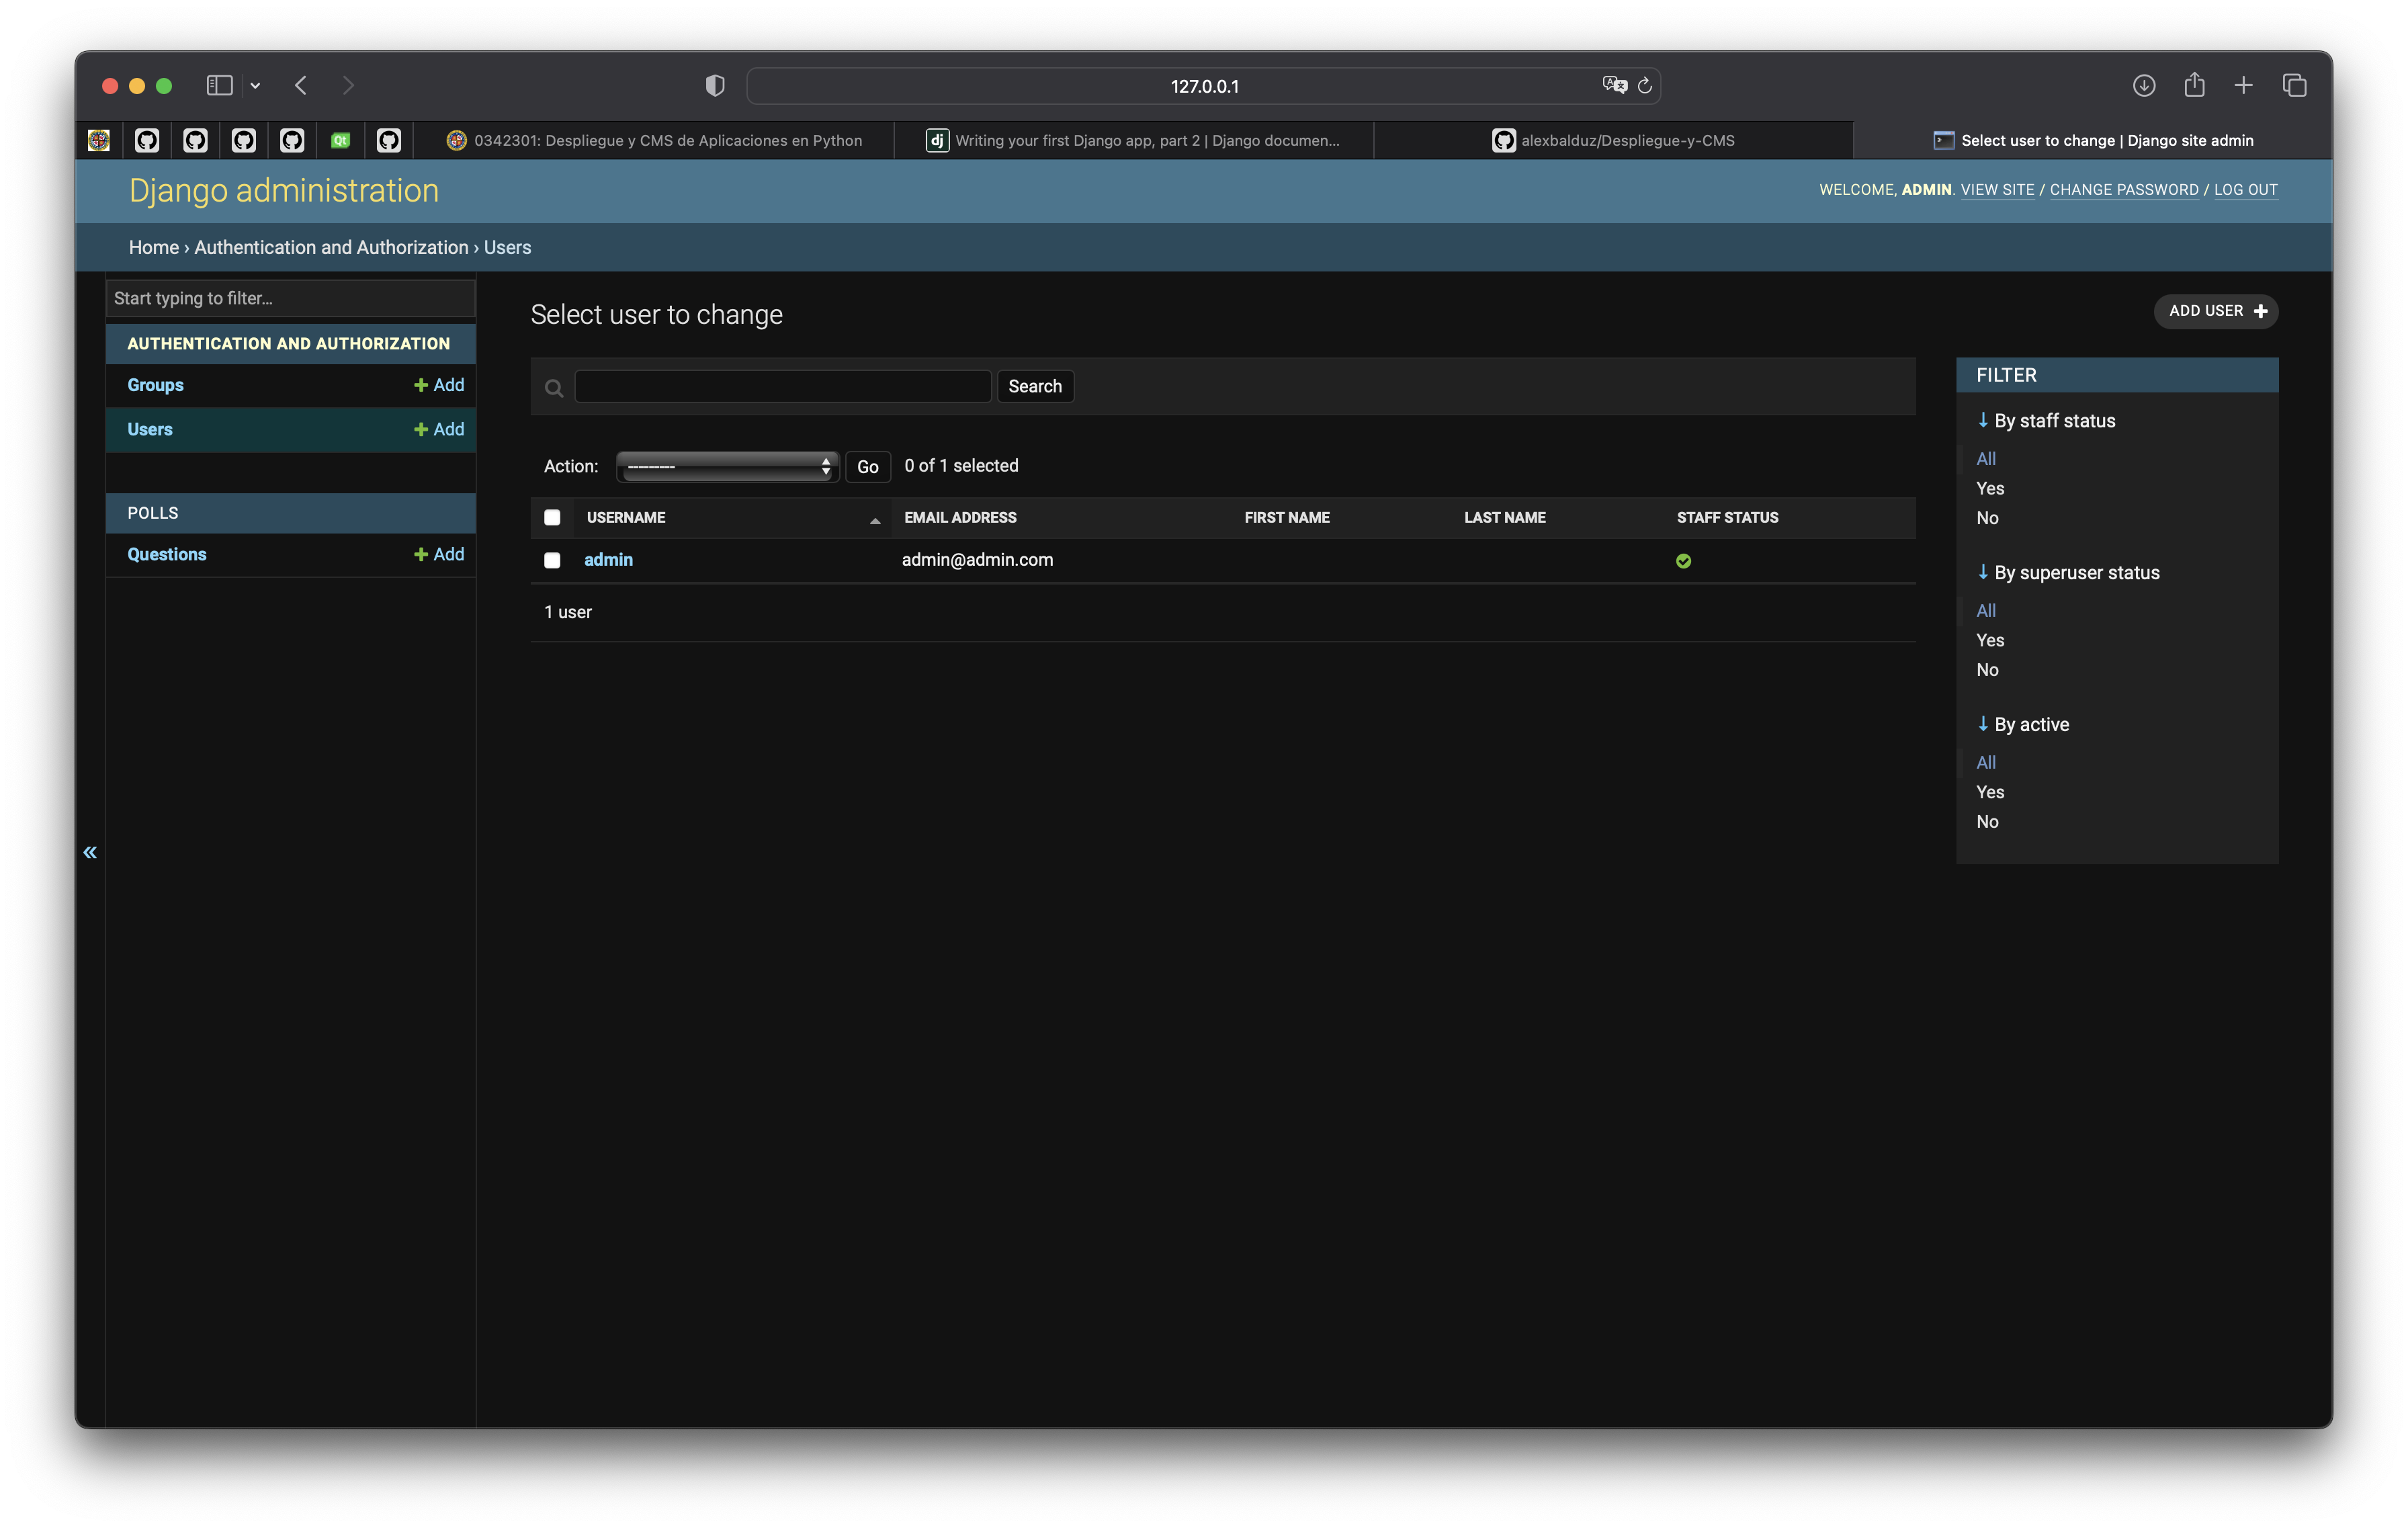 127.0.0.1
0342301: Despliegue y CMS de Aplicaciones en Python
Writing your first Django app, part 2 | Django documen...
alexbalduz/Despliegue-y-CMS
Select user to change | Django site admin
Django administration
WELCOME, ADMIN. VIEW SITE / CHANGE PASSWORD / LOG OUT
Home › Authentication and Authorization › Users
Start typing to filter...
AUTHENTICATION AND AUTHORIZATION
Groups + Add
Users + Add
POLLS
Questions + Add
«
Select user to change
ADD USER +
Search
Action: --------- Go 0 of 1 selected
USERNAME EMAIL ADDRESS FIRST NAME LAST NAME STAFF STATUS
admin admin@admin.com
1 user
FILTER
↓ By staff status
All
Yes
No
↓ By superuser status
All
Yes
No
↓ By active
All
Yes
No